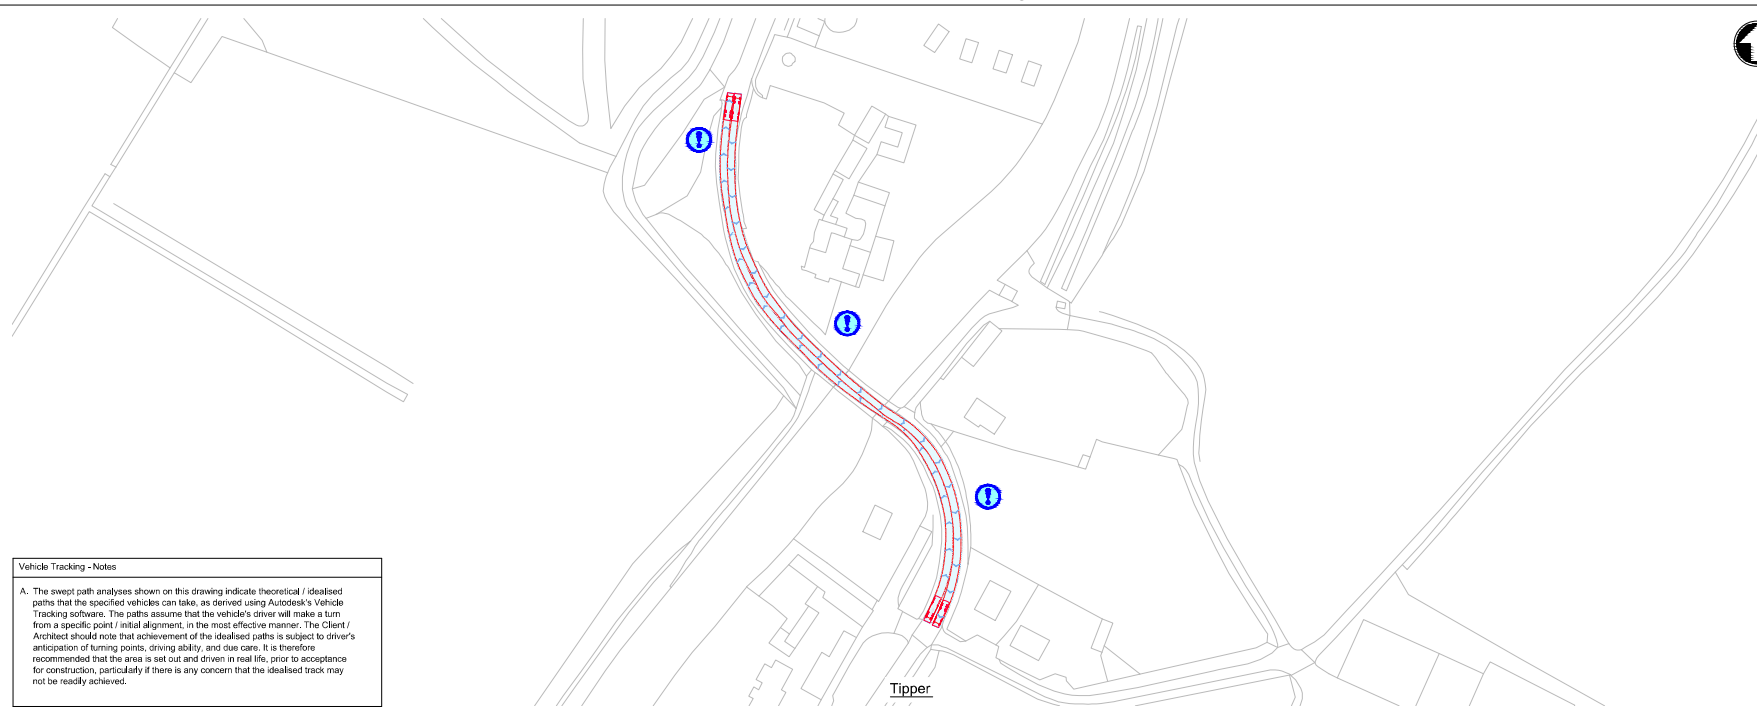 Vehicle Tracking - Notes
A. The swept path analyses shown on this drawing indicate theoretical / idealised
paths that the specified vehicles can take, as derived using Autodesk's Vehicle
Tracking software. The paths assume that the vehicle's driver will make a turn
from a specific point / initial alignment, in the most effective manner. The Client /
Architect should note that achievement of the idealised paths is subject to driver's
anticipation of turning points, driving ability, and due care. It is therefore
recommended that the area is set out and driven in real life, prior to acceptance
for construction, particularly if there is any concern that the idealised track may
not be readily achieved.
Tipper